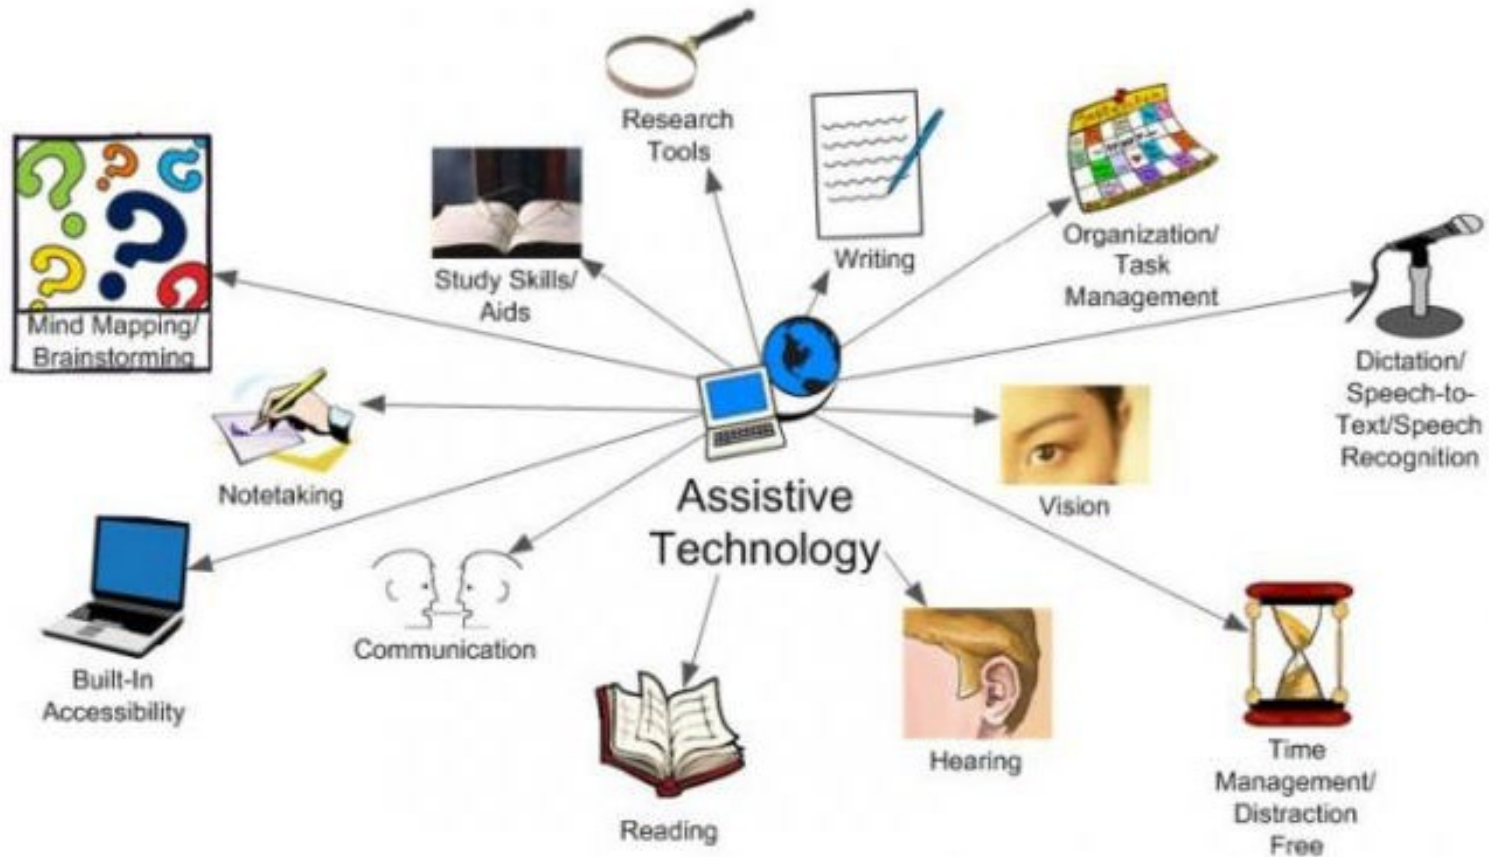 Research
Tools
Writing
Organization/
Task
Management
Study Skills/
Aids
Mind Mapping/
Brainstorming
Dictation/
Speech-to-
Text/Speech
Recognition
Notetaking
Vision
Assistive
Technology
Built-In
Accessibility
Communication
Reading
Hearing
Time
Management/
Distraction
Free